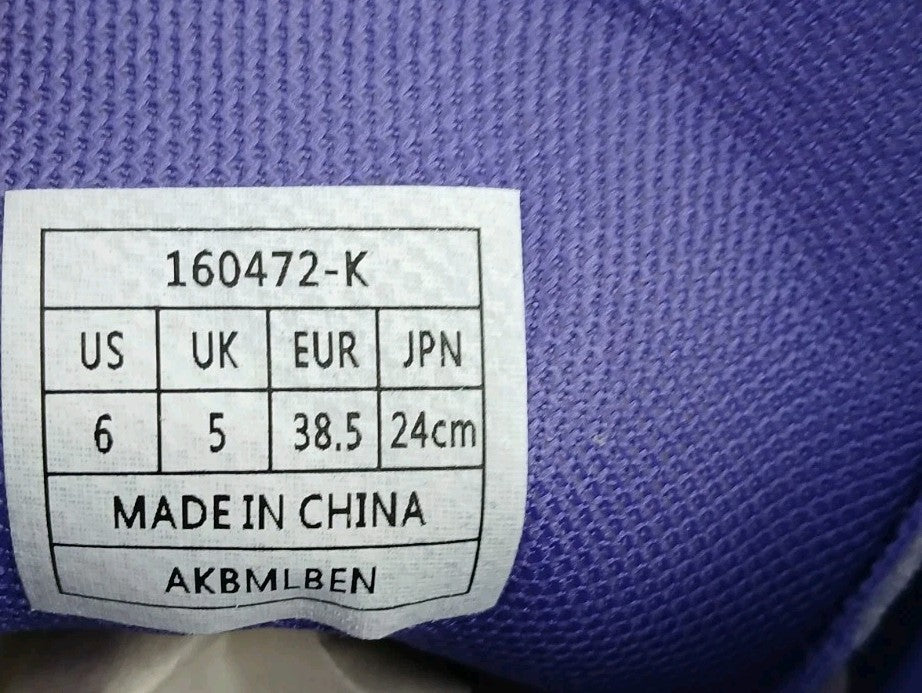 160472-K
US UK EUR JPN
6 5 38.5 24cm
MADE IN CHINA
AKBMLBEN